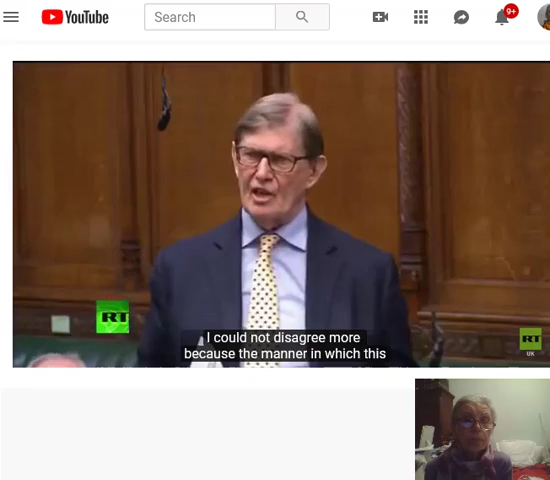 YouTube
Search
9+
RT
I could not disagree more
because the manner in which this
RT
UK